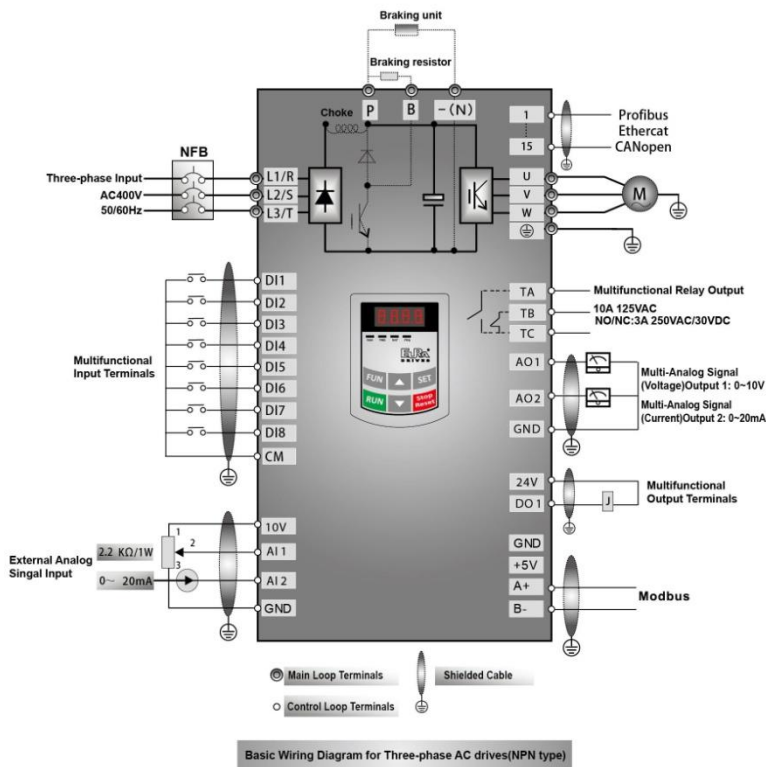 Braking unit
Braking resistor
P
B
-(N)
Choke
1
15
Profibus
Ethercat
CANopen
NFB
Three-phase Input
AC400V
50/60Hz
L1/R
L2/S
L3/T
U
V
W
M
DI1
DI2
DI3
DI4
DI5
DI6
DI7
DI8
CM
Multifunctional
Input Terminals
TA
TB
TC
Multifunctional Relay Output
10A 125VAC
NO/NC:3A 250VAC/30VDC
8.8.8.8.
DRIVES
FUN
SET
RUN
Stop
Reset
AO1
AO2
GND
Multi-Analog Signal
(Voltage)Output 1: 0~10V
Multi-Analog Signal
(Current)Output 2: 0~20mA
24V
DO1
J
Multifunctional
Output Terminals
10V
AI1
AI2
GND
1
2
3
2.2 KΩ/1W
0~ 20mA
External Analog
Singal Input
GND
+5V
A+
B-
Modbus
Main Loop Terminals
Control Loop Terminals
Shielded Cable
Basic Wiring Diagram for Three-phase AC drives(NPN type)